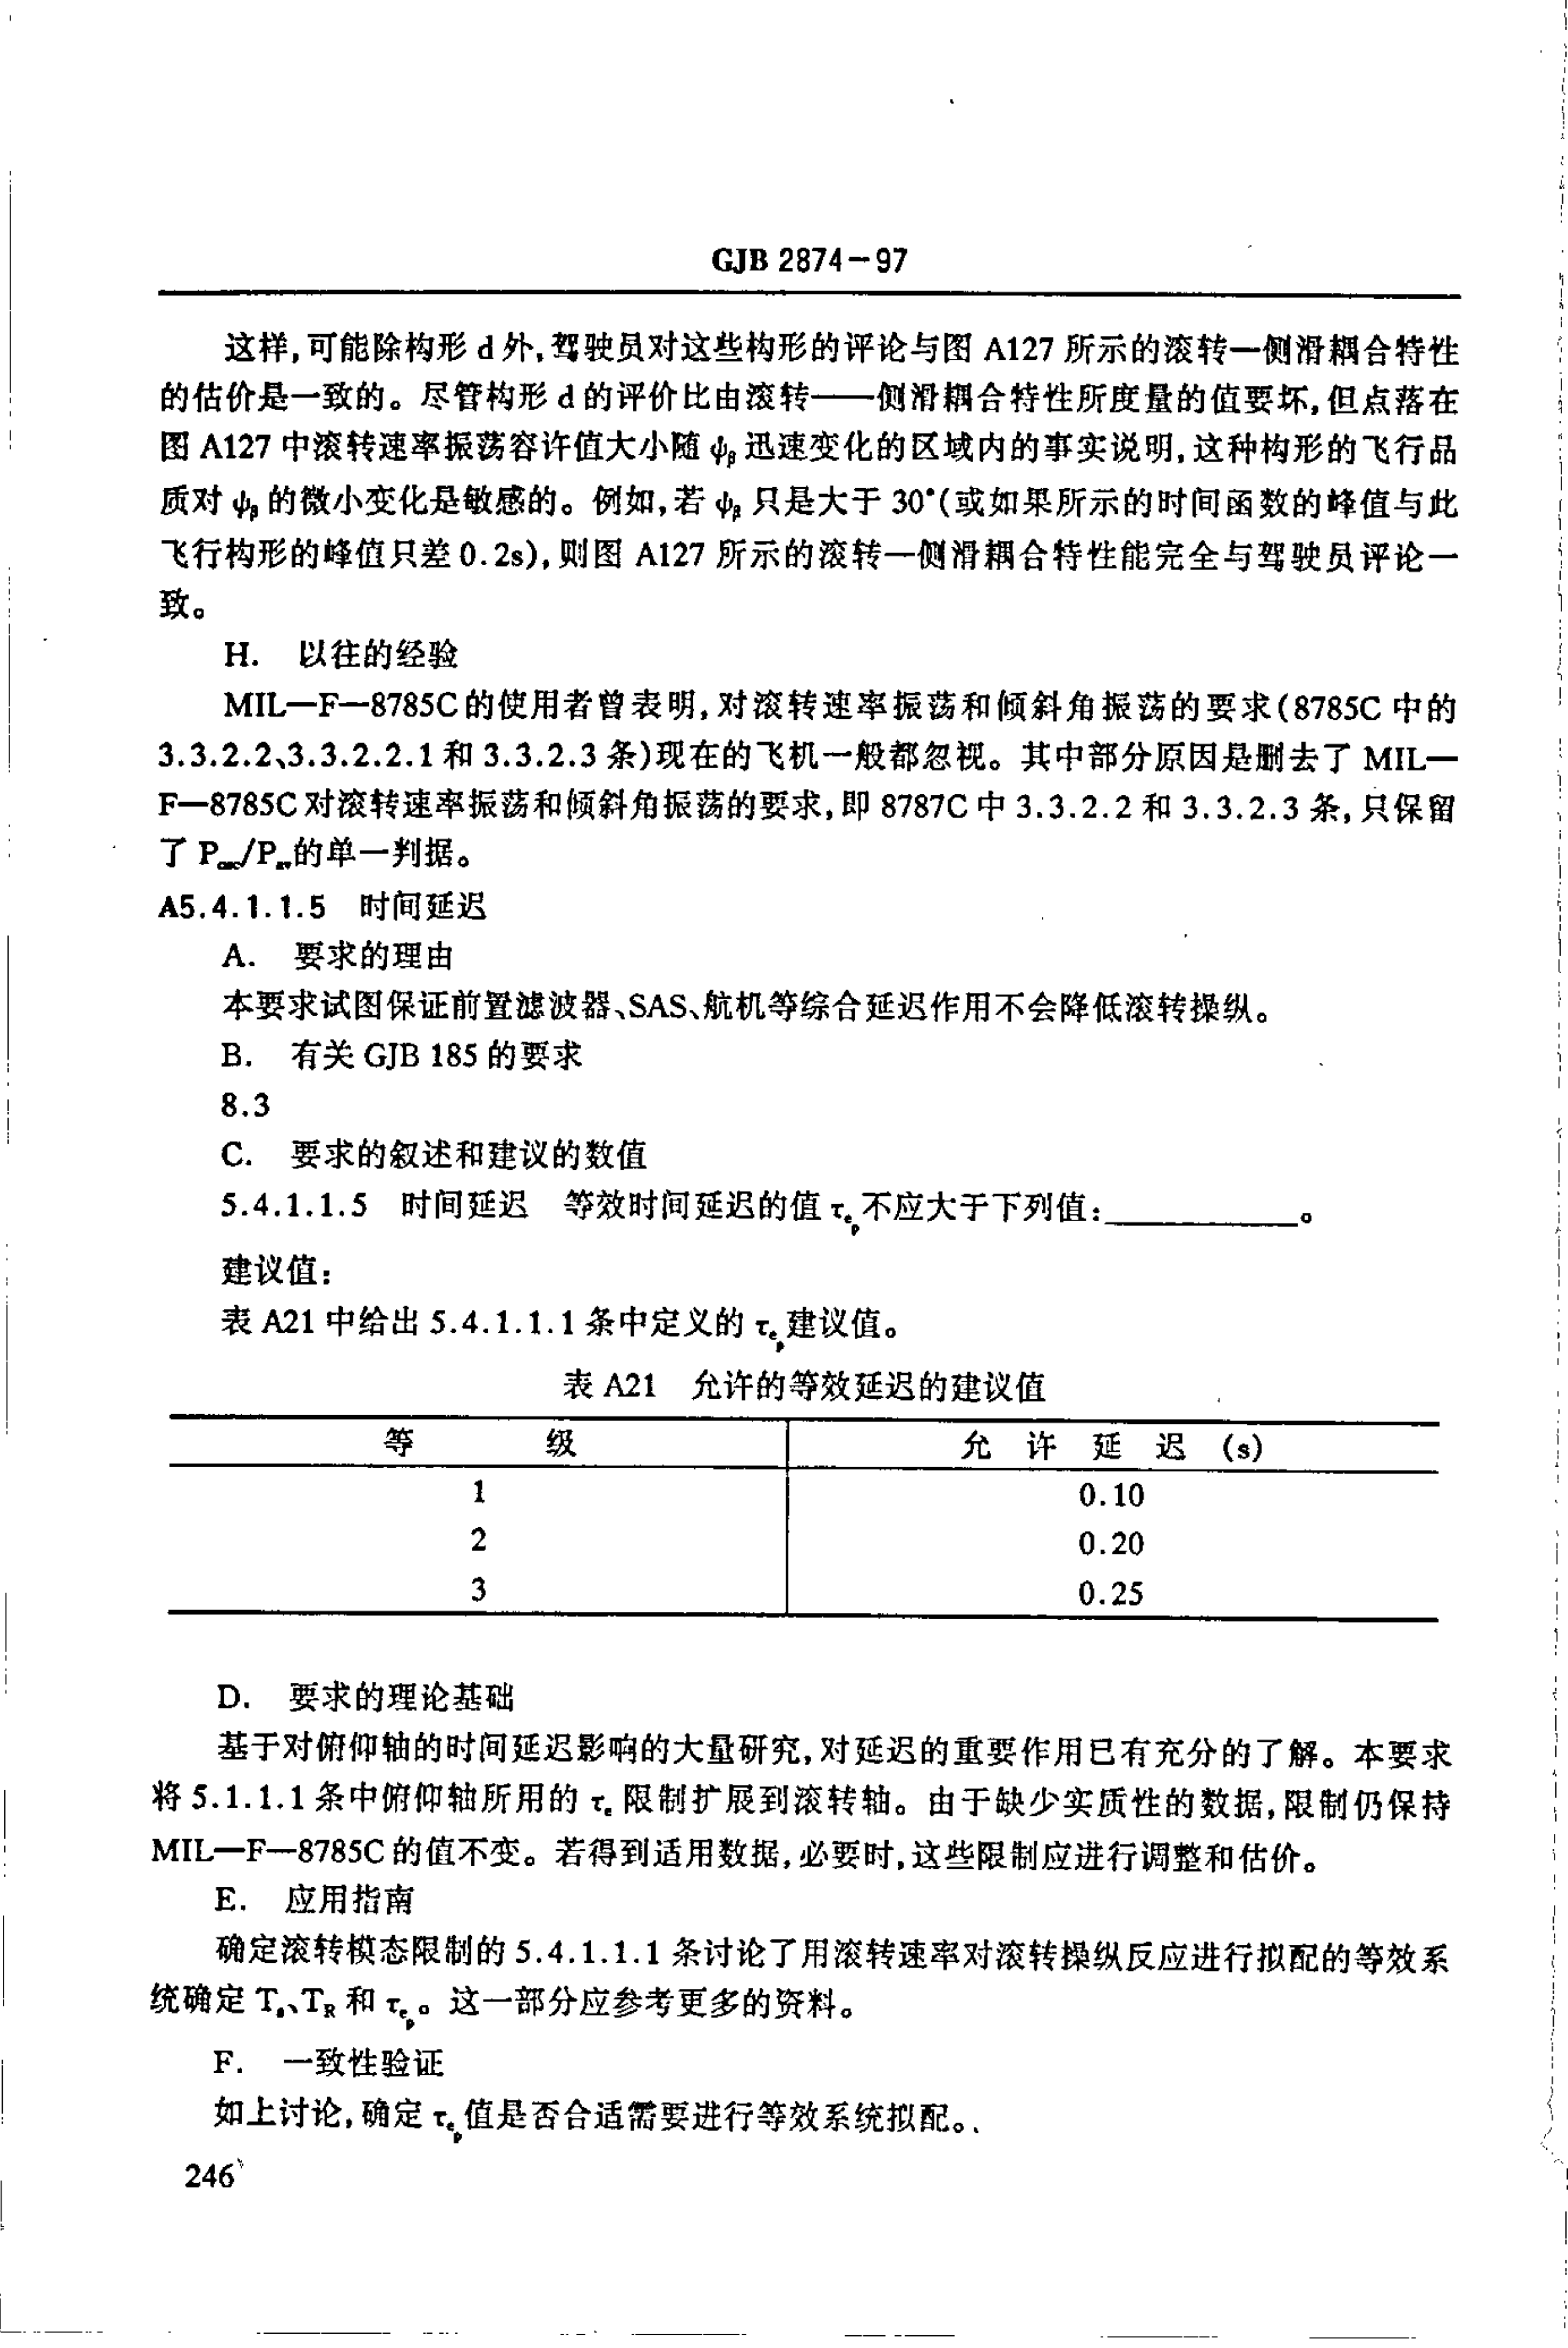 GJB 2874-97
这样,可能除构形 d 外,驾驶员对这些构形的评论与图 A127 所示的滚转—侧滑耦合特性
的估价是一致的。尽管构形 d 的评价比由滚转——侧滑耦合特性所度量的值要坏,但点落在
图 A127 中滚转速率振荡容许值大小随 ψβ 迅速变化的区域内的事实说明,这种构形的飞行品
质对 ψβ 的微小变化是敏感的。例如,若 ψβ 只是大于 30°(或如果所示的时间函数的峰值与此
飞行构形的峰值只差 0.2s),则图 A127 所示的滚转—侧滑耦合特性能完全与驾驶员评论一
致。
H. 以往的经验
MIL—F—8785C 的使用者曾表明,对滚转速率振荡和倾斜角振荡的要求(8785C 中的
3.3.2.2、3.3.2.2.1 和 3.3.2.3 条)现在的飞机一般都忽视。其中部分原因是删去了 MIL—
F—8785C 对滚转速率振荡和倾斜角振荡的要求,即 8787C 中 3.3.2.2 和 3.3.2.3 条,只保留
了 Posc/Pav的单一判据。
A5.4.1.1.5 时间延迟
A. 要求的理由
本要求试图保证前置滤波器、SAS、航机等综合延迟作用不会降低滚转操纵。
B. 有关 GJB 185 的要求
8.3
C. 要求的叙述和建议的数值
5.4.1.1.5 时间延迟 等效时间延迟的值 τep不应大于下列值:________。
建议值:
表 A21 中给出 5.4.1.1.1 条中定义的 τep建议值。
表 A21 允许的等效延迟的建议值
等 级 允 许 延 迟 (s)
1 0.10
2 0.20
3 0.25
D. 要求的理论基础
基于对俯仰轴的时间延迟影响的大量研究,对延迟的重要作用已有充分的了解。本要求
将 5.1.1.1 条中俯仰轴所用的 τe 限制扩展到滚转轴。由于缺少实质性的数据,限制仍保持
MIL—F—8785C 的值不变。若得到适用数据,必要时,这些限制应进行调整和估价。
E. 应用指南
确定滚转模态限制的 5.4.1.1.1 条讨论了用滚转速率对滚转操纵反应进行拟配的等效系
统确定 Ts、TR 和 τep。这一部分应参考更多的资料。
F. 一致性验证
如上讨论,确定 τep值是否合适需要进行等效系统拟配。
246